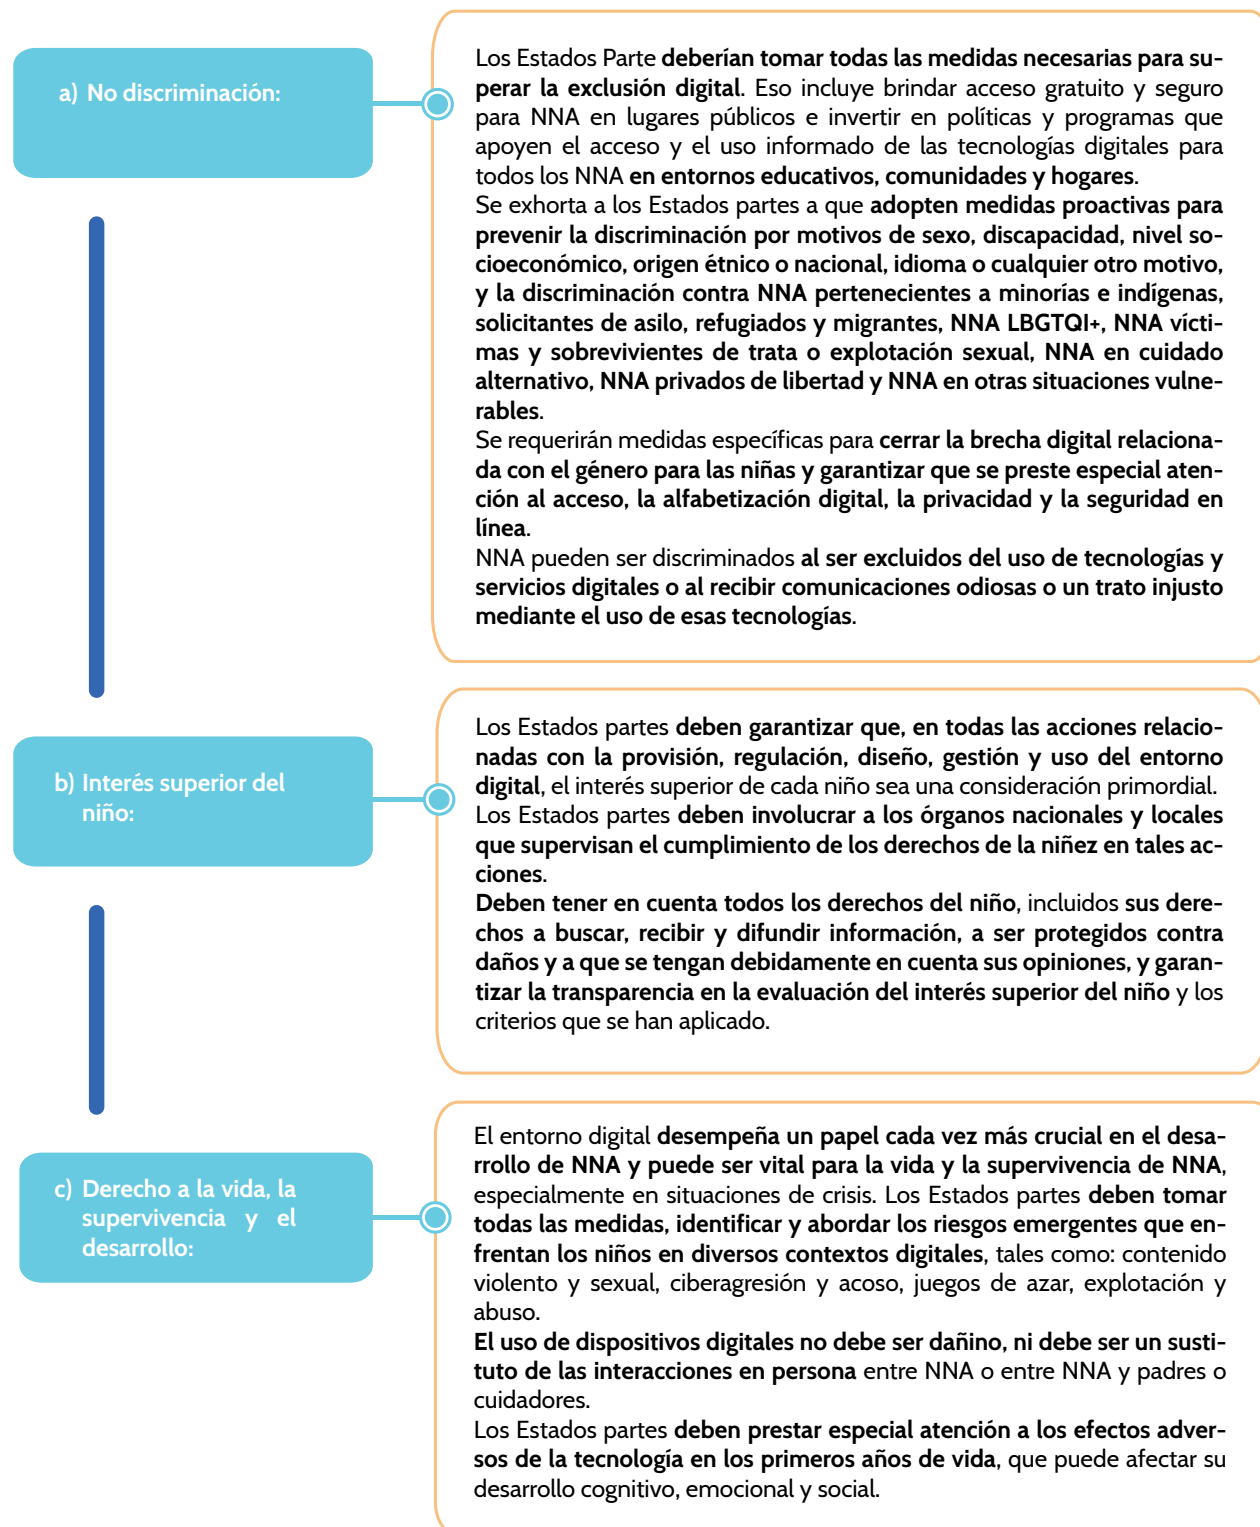 a) No discriminación:
Los Estados Parte deberían tomar todas las medidas necesarias para su-
perar la exclusión digital. Eso incluye brindar acceso gratuito y seguro
para NNA en lugares públicos e invertir en políticas y programas que
apoyen el acceso y el uso informado de las tecnologías digitales para
todos los NNA en entornos educativos, comunidades y hogares.
Se exhorta a los Estados partes a que adopten medidas proactivas para
prevenir la discriminación por motivos de sexo, discapacidad, nivel so-
cioeconómico, origen étnico o nacional, idioma o cualquier otro motivo,
y la discriminación contra NNA pertenecientes a minorías e indígenas,
solicitantes de asilo, refugiados y migrantes, NNA LBGTQI+, NNA vícti-
mas y sobrevivientes de trata o explotación sexual, NNA en cuidado
alternativo, NNA privados de libertad y NNA en otras situaciones vulne-
rables.
Se requerirán medidas específicas para cerrar la brecha digital relaciona-
da con el género para las niñas y garantizar que se preste especial aten-
ción al acceso, la alfabetización digital, la privacidad y la seguridad en
línea.
NNA pueden ser discriminados al ser excluidos del uso de tecnologías y
servicios digitales o al recibir comunicaciones odiosas o un trato injusto
mediante el uso de esas tecnologías.
b) Interés superior del
niño:
Los Estados partes deben garantizar que, en todas las acciones relacio-
nadas con la provisión, regulación, diseño, gestión y uso del entorno
digital, el interés superior de cada niño sea una consideración primordial.
Los Estados partes deben involucrar a los órganos nacionales y locales
que supervisan el cumplimiento de los derechos de la niñez en tales ac-
ciones.
Deben tener en cuenta todos los derechos del niño, incluidos sus dere-
chos a buscar, recibir y difundir información, a ser protegidos contra
daños y a que se tengan debidamente en cuenta sus opiniones, y garan-
tizar la transparencia en la evaluación del interés superior del niño y los
criterios que se han aplicado.
c) Derecho a la vida, la
supervivencia y el
desarrollo:
El entorno digital desempeña un papel cada vez más crucial en el desa-
rrollo de NNA y puede ser vital para la vida y la supervivencia de NNA,
especialmente en situaciones de crisis. Los Estados partes deben tomar
todas las medidas, identificar y abordar los riesgos emergentes que en-
frentan los niños en diversos contextos digitales, tales como: contenido
violento y sexual, ciberagresión y acoso, juegos de azar, explotación y
abuso.
El uso de dispositivos digitales no debe ser dañino, ni debe ser un susti-
tuto de las interacciones en persona entre NNA o entre NNA y padres o
cuidadores.
Los Estados partes deben prestar especial atención a los efectos adver-
sos de la tecnología en los primeros años de vida, que puede afectar su
desarrollo cognitivo, emocional y social.